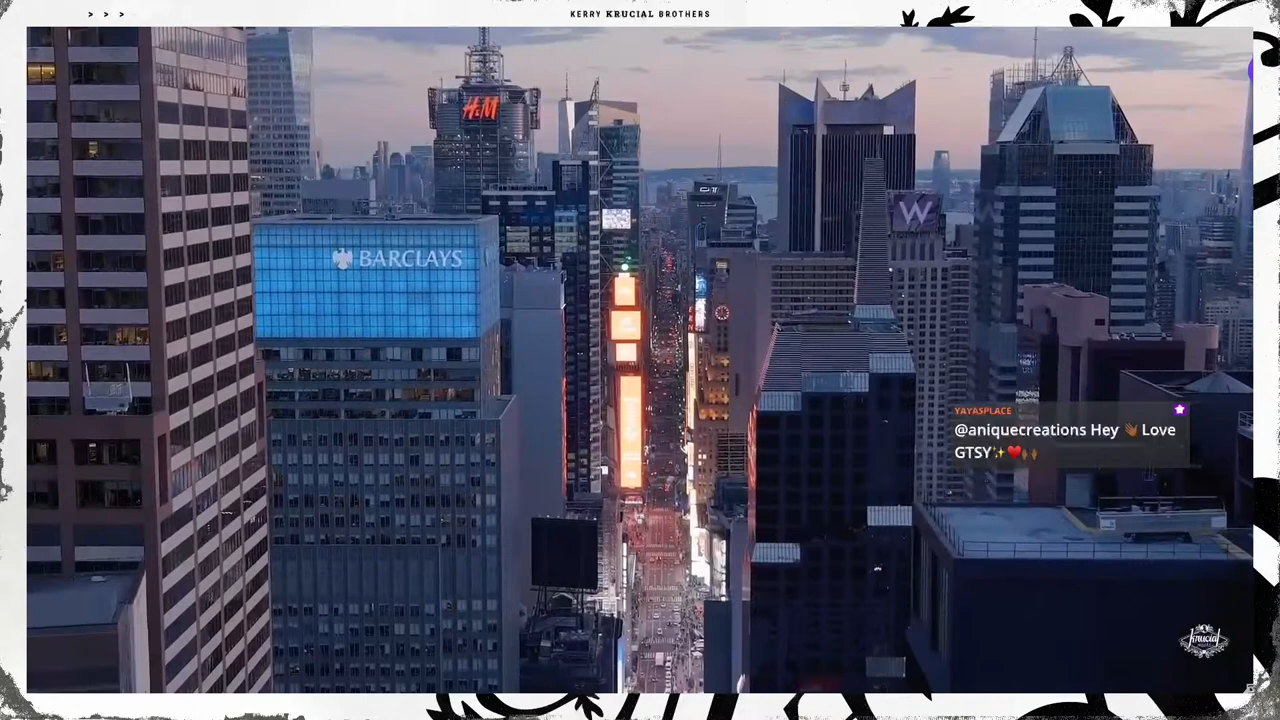 > > >
KERRY KRUCIAL BROTHERS
H&M
BARCLAYS
W
YAYASPLACE
@aniquecreations Hey 👋🏾 Love
GTSY✨❤️🙌🏾
Krucial